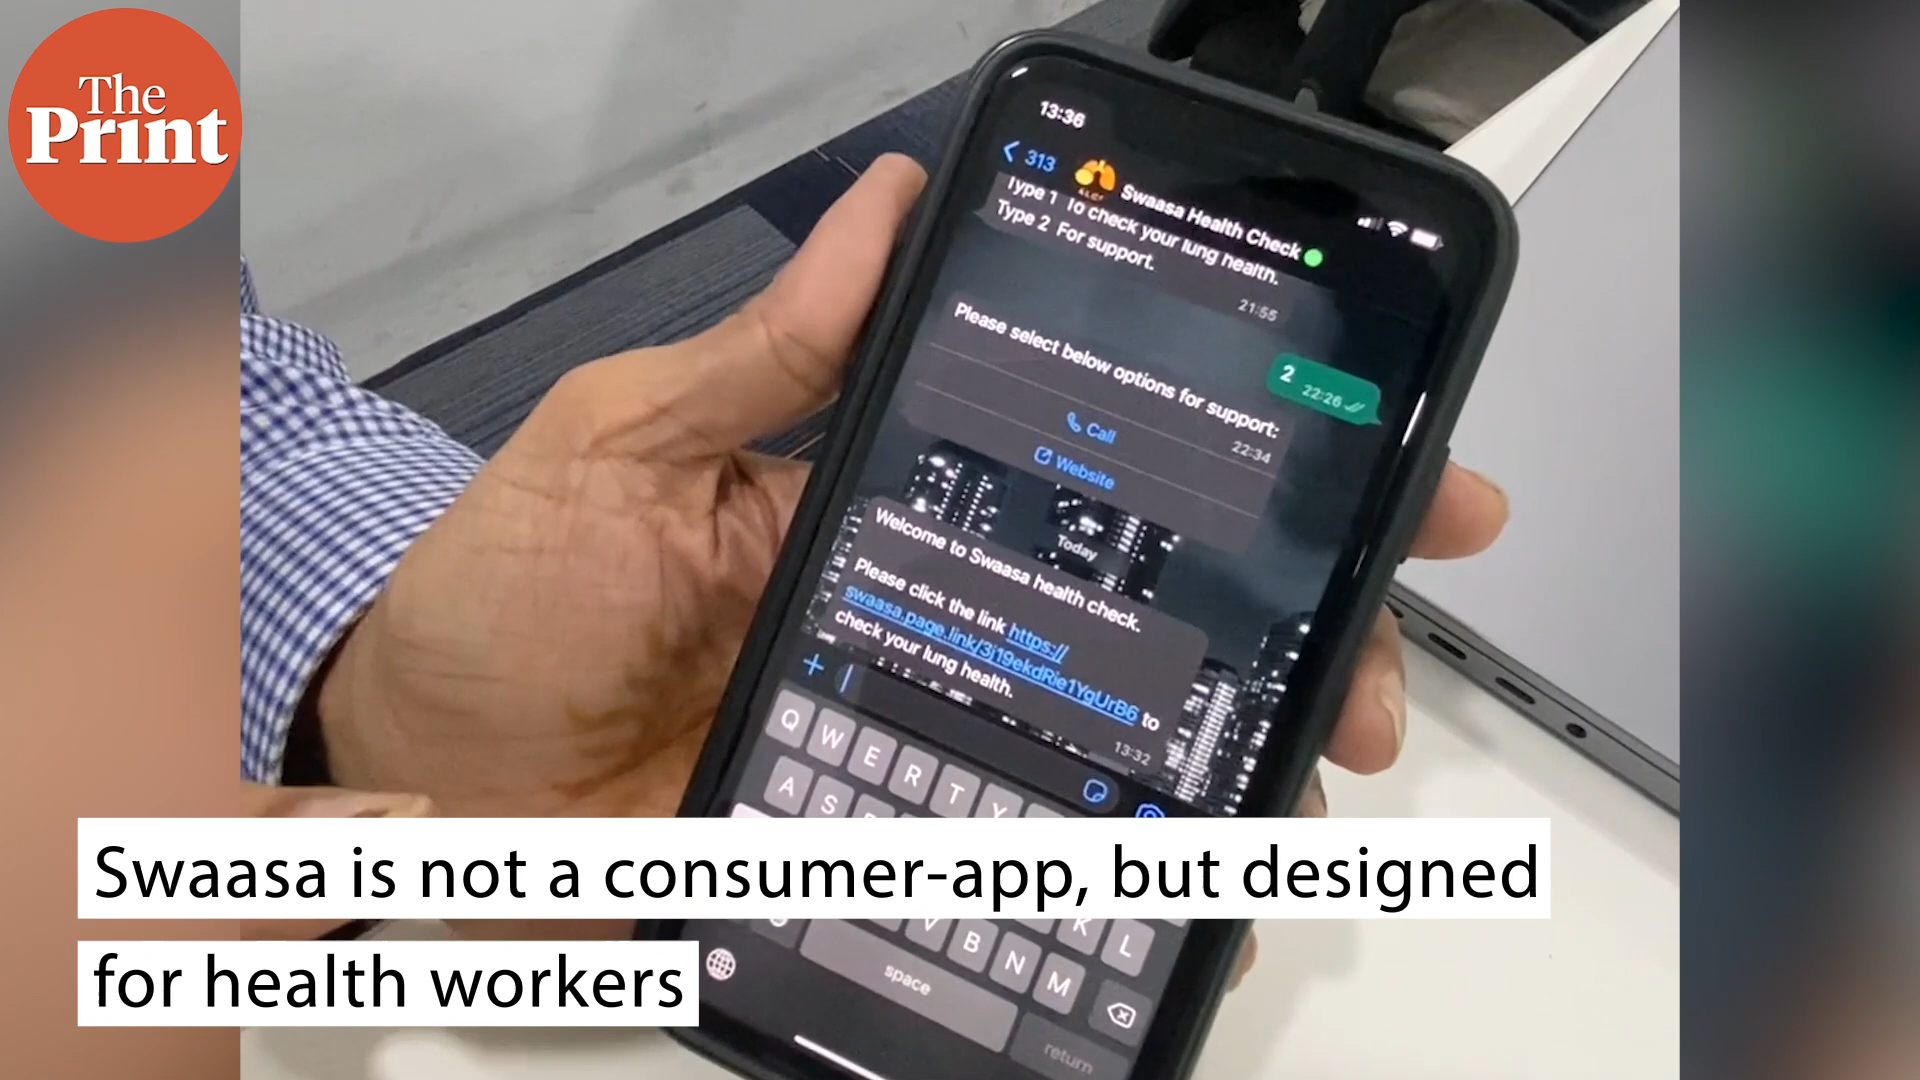 The
Print
13:36
313
Swaasa Health Check
Type 1 To check your lung health.
Type 2 For support.
21:55
2 22:26
Please select below options for support:
22:34
Call
Website
Today
Welcome to Swaasa health check.
Please click the link https://
swaasa.page.link/3j19ekdRie1YgUrB6 to
check your lung health.
13:32
Q W E R T Y
A S
K L
V B N M
space
return
Swaasa is not a consumer-app, but designed
for health workers